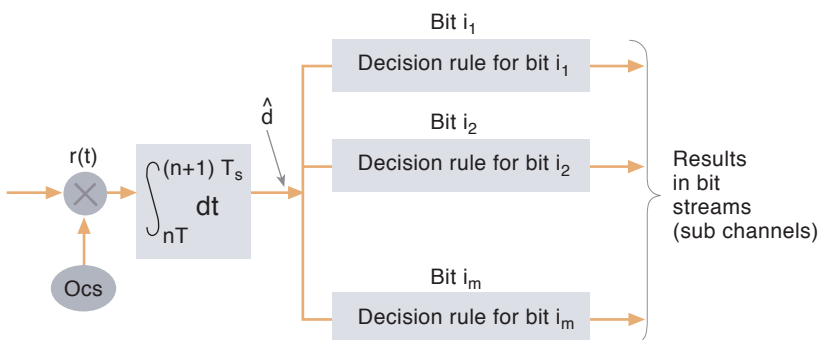 Bit i₁
Decision rule for bit i₁
d̂
Bit i₂
r(t)
(n+1) Tₛ
∫ dt
nT
Decision rule for bit i₂
Results
in bit
streams
(sub channels)
Ocs
Bit iₘ
Decision rule for bit iₘ